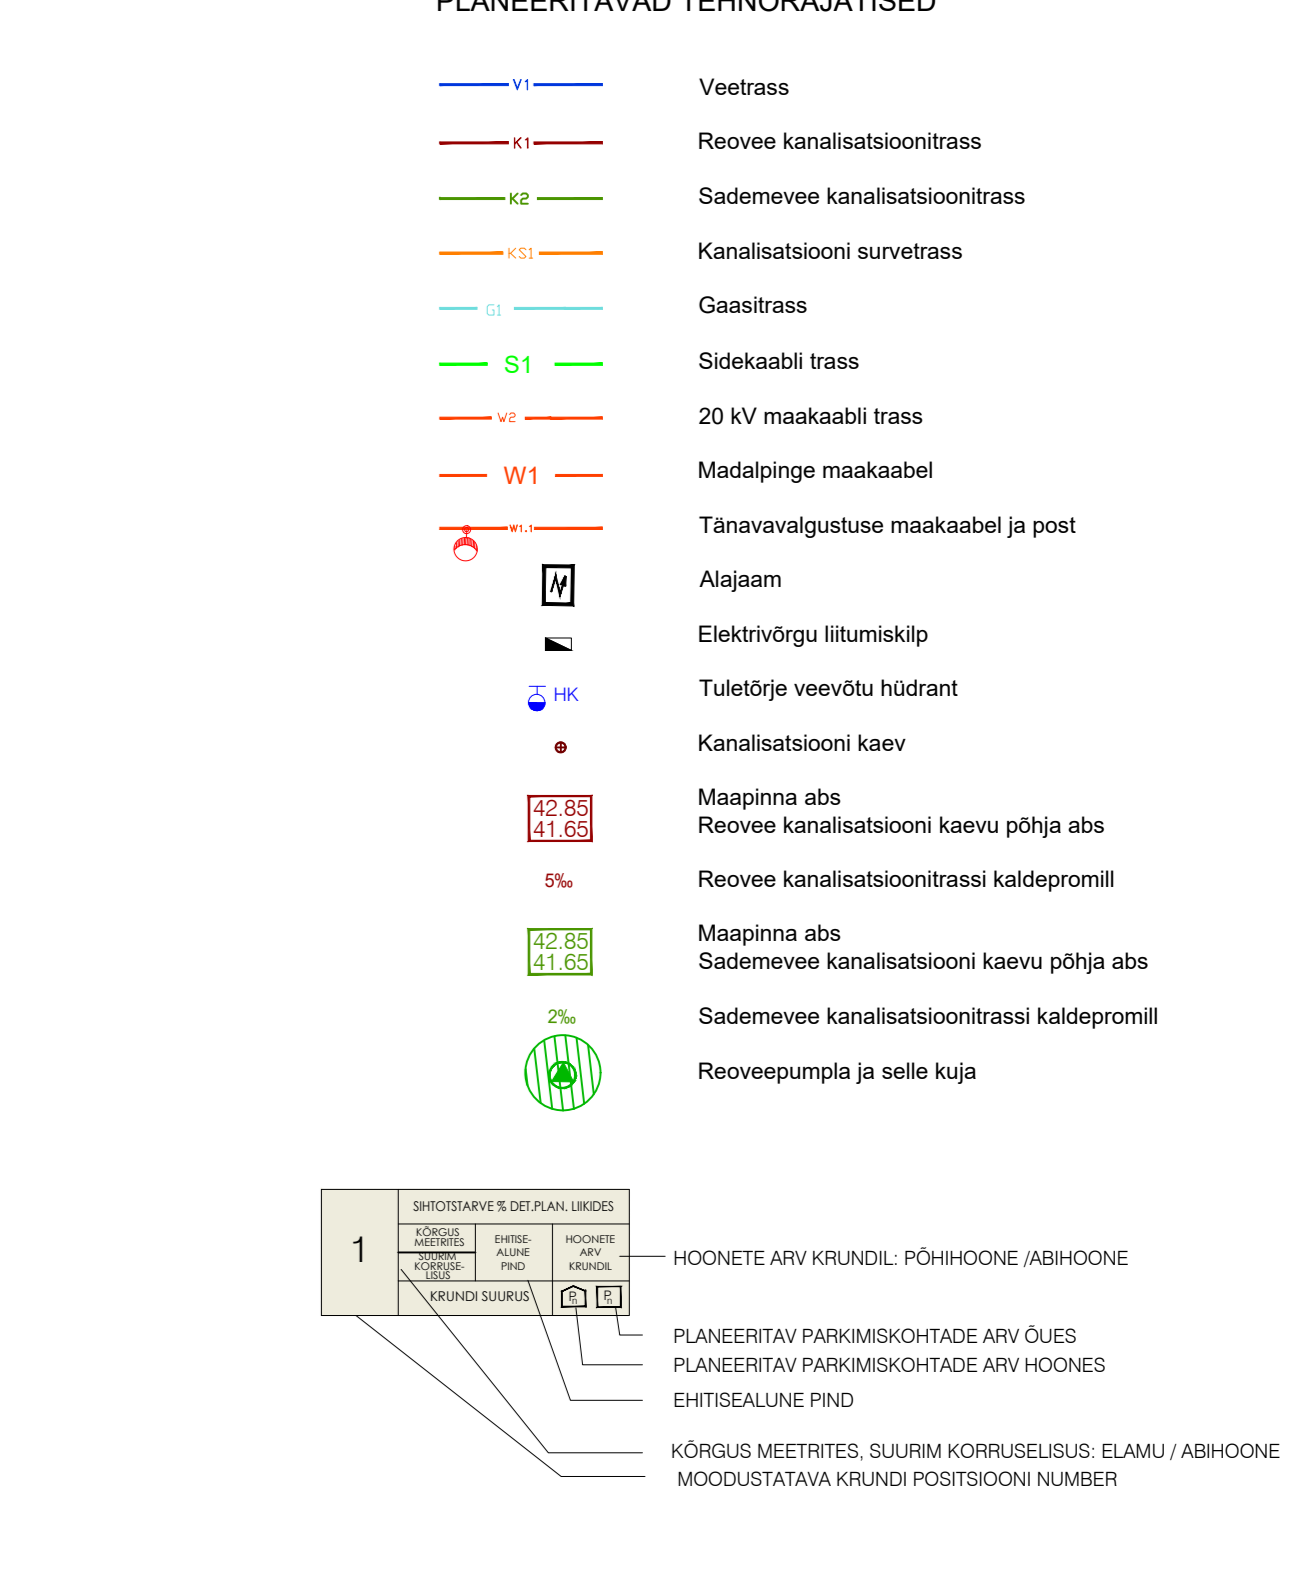 PLANEERITAVAD TEHNORAJATISED
V1 Veetrass
K1 Reovee kanalisatsioonitrass
K2 Sademevee kanalisatsioonitrass
KS1 Kanalisatsiooni survetrass
G1 Gaasitrass
S1 Sidekaabli trass
W2 20 kV maakaabli trass
W1 Madalpinge maakaabel
W1.1 Tänavavalgustuse maakaabel ja post
Alajaam
Elektrivõrgu liitumiskilp
HK Tuletõrje veevõtu hüdrant
Kanalisatsiooni kaev
42.85 Maapinna abs
41.65 Reovee kanalisatsiooni kaevu põhja abs
5‰ Reovee kanalisatsioonitrassi kaldepromill
42.85 Maapinna abs
41.65 Sademevee kanalisatsiooni kaevu põhja abs
2‰ Sademevee kanalisatsioonitrassi kaldepromill
Reoveepumpla ja selle kuja
1
SIHTOTSTARVE % DET.PLAN. LIIKIDES
KÕRGUS
MEETRITES
SUURIM
KORRUSE-
LISUS
EHITISE-
ALUNE
PIND
HOONETE
ARV
KRUNDIL
KRUNDI SUURUS
Pn
Pn
HOONETE ARV KRUNDIL: PÕHIHOONE /ABIHOONE
PLANEERITAV PARKIMISKOHTADE ARV ÕUES
PLANEERITAV PARKIMISKOHTADE ARV HOONES
EHITISEALUNE PIND
KÕRGUS MEETRITES, SUURIM KORRUSELISUS: ELAMU / ABIHOONE
MOODUSTATAVA KRUNDI POSITSIOONI NUMBER